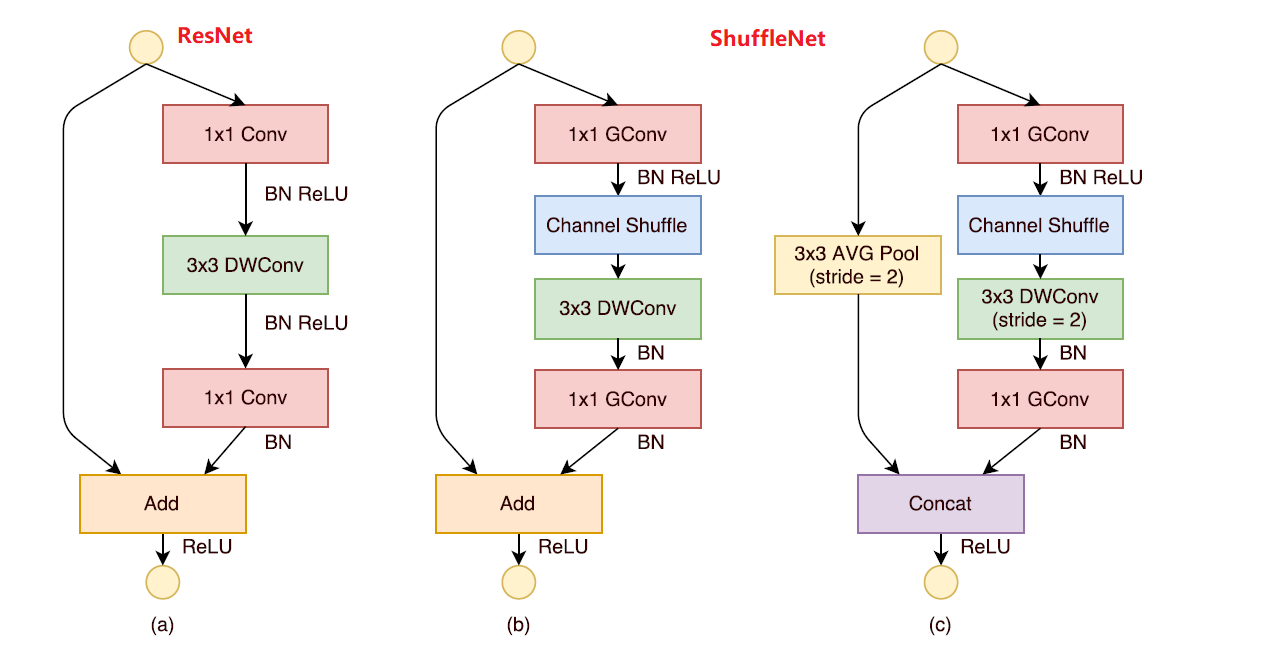 ResNet
1x1 Conv
BN ReLU
3x3 DWConv
BN ReLU
1x1 Conv
BN
Add
ReLU
(a)
ShuffleNet
1x1 GConv
BN ReLU
Channel Shuffle
3x3 DWConv
BN
1x1 GConv
BN
Add
ReLU
(b)
1x1 GConv
BN ReLU
Channel Shuffle
3x3 AVG Pool
(stride = 2)
3x3 DWConv
(stride = 2)
BN
1x1 GConv
BN
Concat
ReLU
(c)